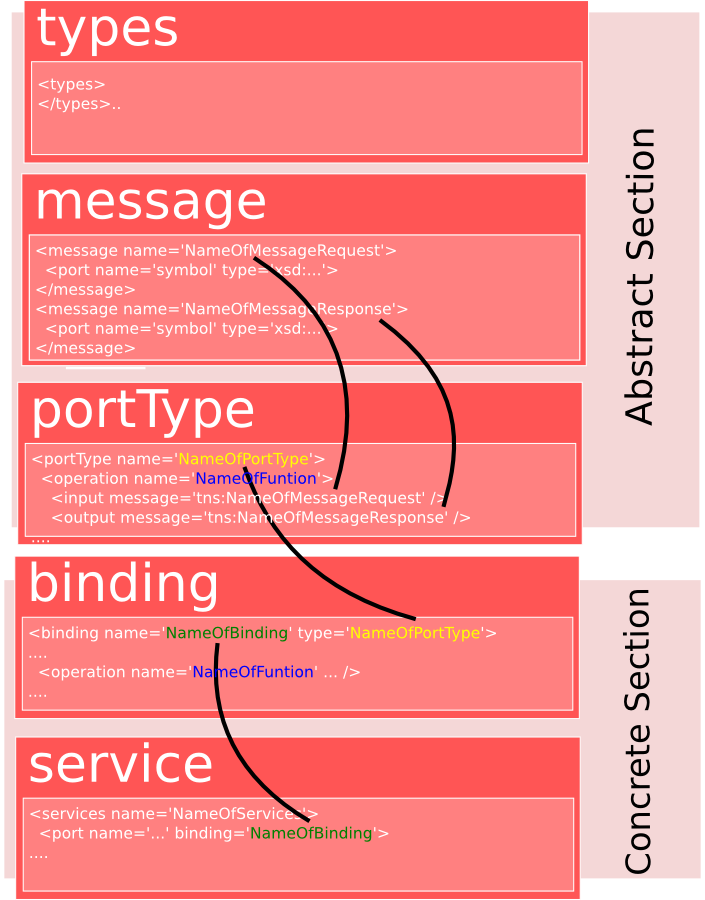 types
<types>
</types>..
message
<message name='NameOfMessageRequest'>
<port name='symbol' type='xsd:...'>
</message>
<message name='NameOfMessageResponse'>
<port name='symbol' type='xsd:...'>
</message>
Abstract Section
portType
<portType name='NameOfPortType'>
<operation name='NameOfFuntion'>
<input message='tns:NameOfMessageRequest' />
<output message='tns:NameOfMessageResponse' />
....
binding
<binding name='NameOfBinding' type='NameOfPortType'>
....
<operation name='NameOfFuntion' ... />
....
Concrete Section
service
<services name='NameOfServices'>
<port name='...' binding='NameOfBinding'>
....